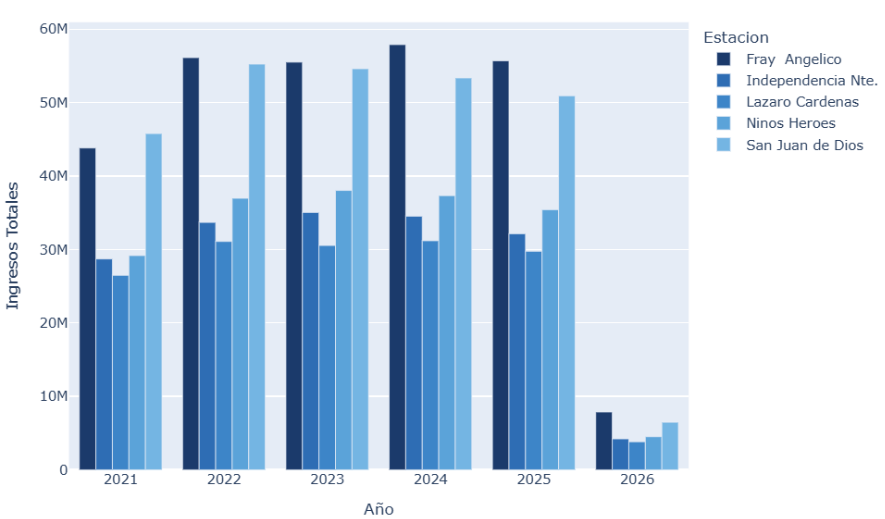 60M
50M
40M
30M
20M
10M
0
Ingresos Totales
2021 2022 2023 2024 2025 2026
Año
Estacion
Fray Angelico
Independencia Nte.
Lazaro Cardenas
Ninos Heroes
San Juan de Dios